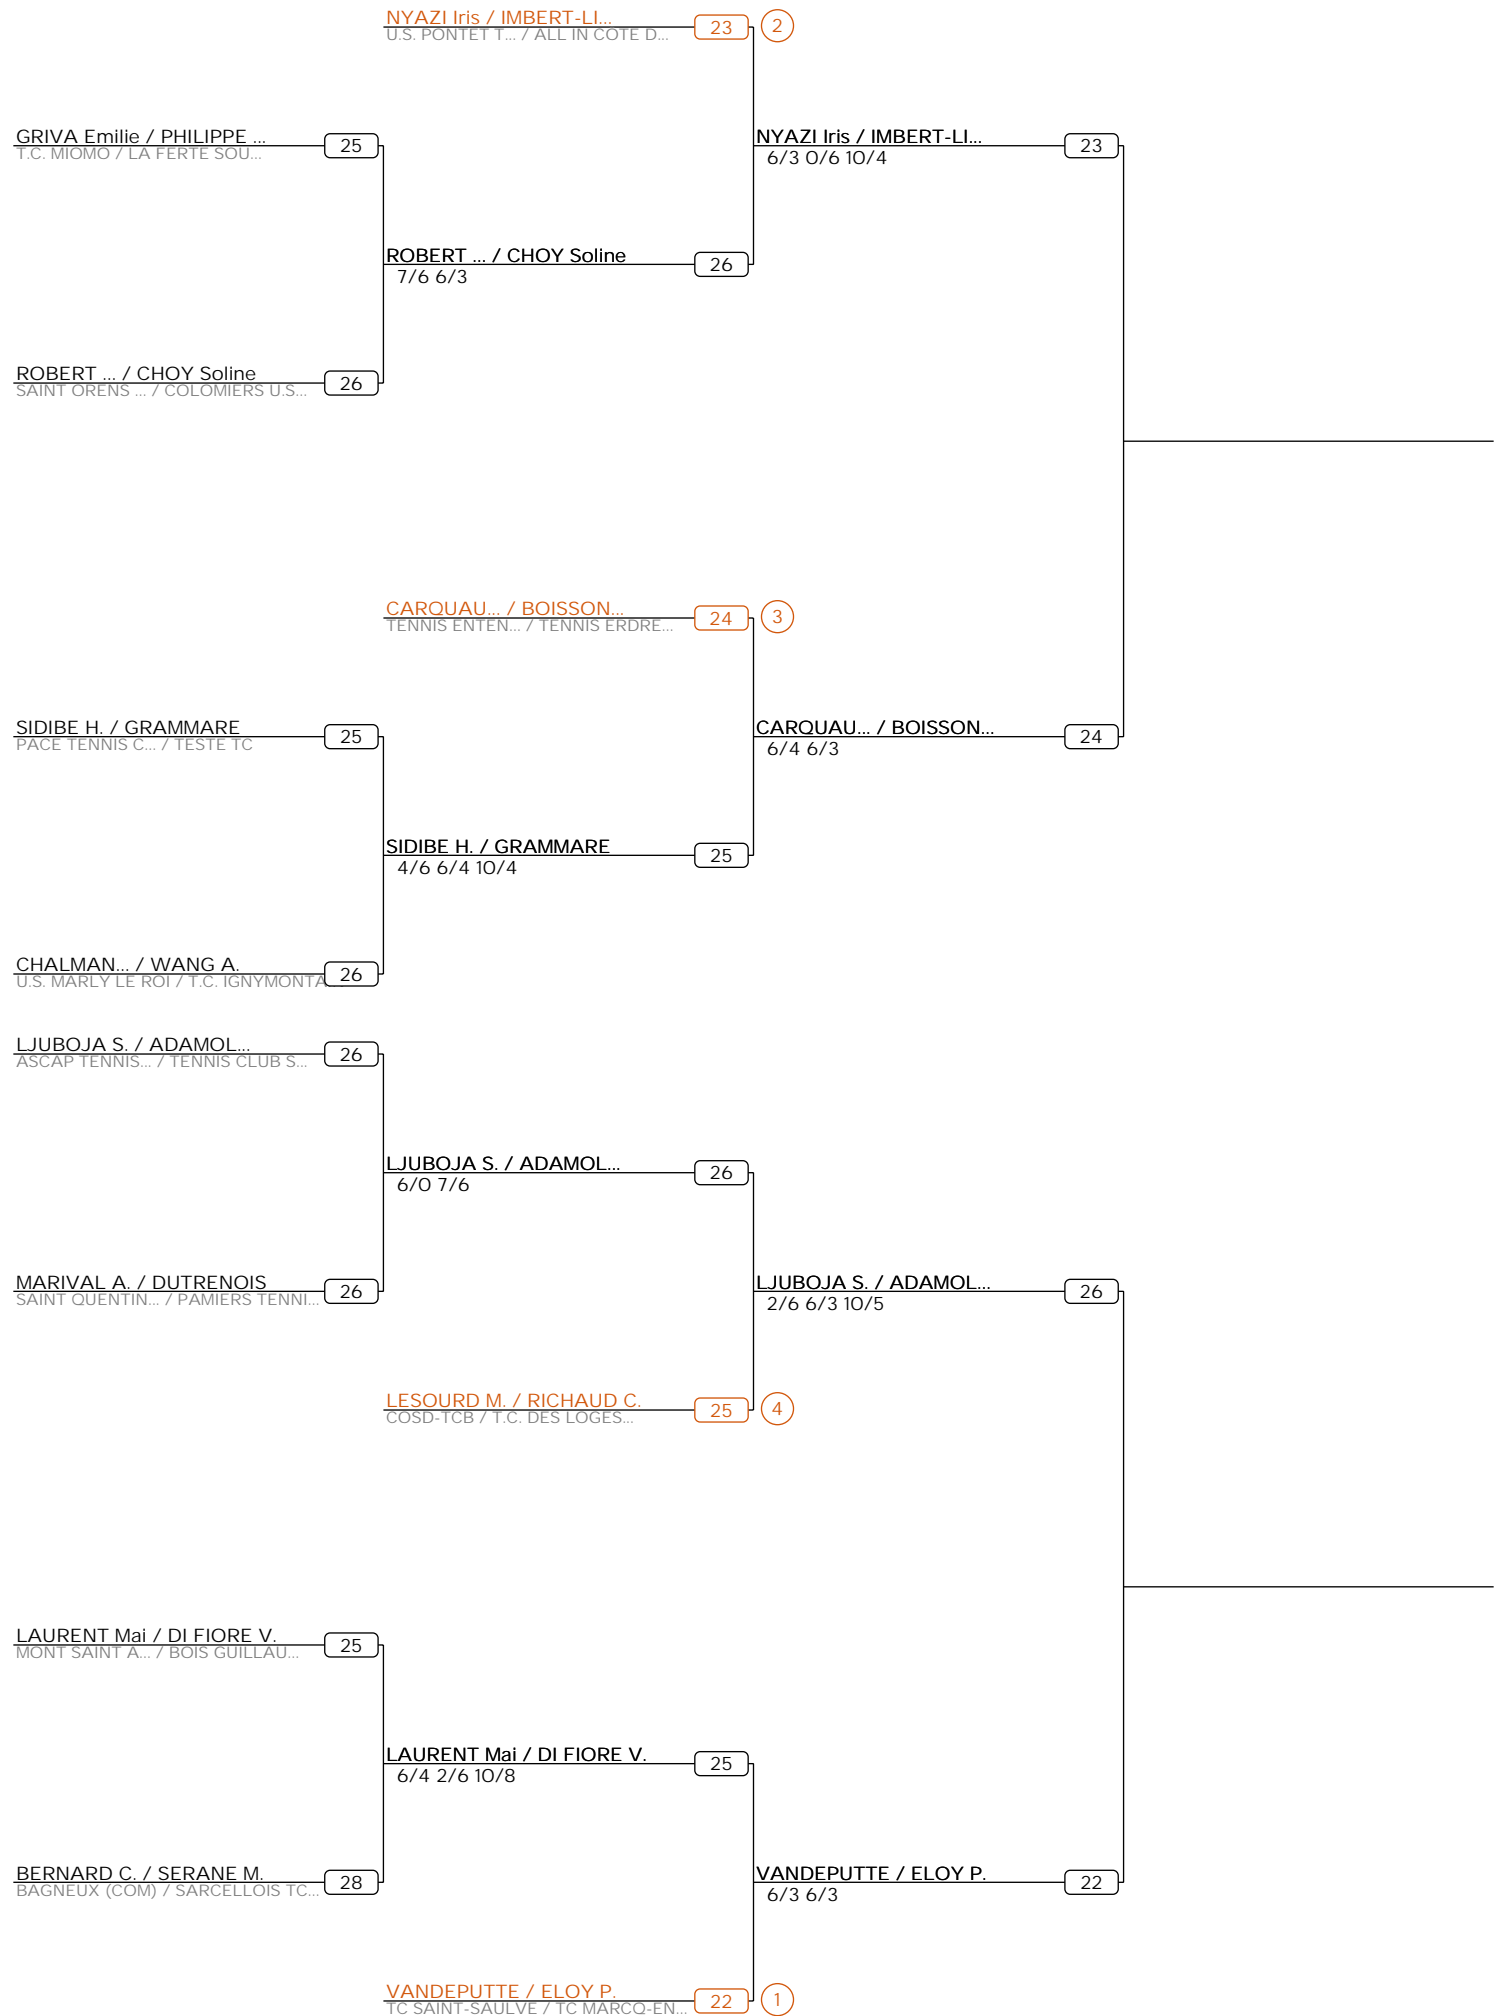 NYAZI Iris / IMBERT-LI...
23
2
U.S. PONTET T... / ALL IN COTE D...
GRIVA Emilie / PHILIPPE ...
25
T.C. MIOMO / LA FERTE SOU...
NYAZI Iris / IMBERT-LI...
23
6/3 0/6 10/4
ROBERT ... / CHOY Soline
26
7/6 6/3
ROBERT ... / CHOY Soline
26
SAINT ORENS ... / COLOMIERS U.S...
CARQUAU... / BOISSON...
24
3
TENNIS ENTEN... / TENNIS ERDRE...
SIDIBE H. / GRAMMARE
25
PACE TENNIS C... / TESTE TC
CARQUAU... / BOISSON...
24
6/4 6/3
SIDIBE H. / GRAMMARE
25
4/6 6/4 10/4
CHALMAN... / WANG A.
26
U.S. MARLY LE ROI / T.C. IGNYMONTA
LJUBOJA S. / ADAMOL...
26
ASCAP TENNIS... / TENNIS CLUB S...
LJUBOJA S. / ADAMOL...
26
6/0 7/6
MARIVAL A. / DUTRENOIS
26
SAINT QUENTIN... / PAMIERS TENNI...
LJUBOJA S. / ADAMOL...
26
2/6 6/3 10/5
LESOURD M. / RICHAUD C.
25
4
COSD-TCB / T.C. DES LOGES...
LAURENT Mai / DI FIORE V.
25
MONT SAINT A... / BOIS GUILLAU...
LAURENT Mai / DI FIORE V.
25
6/4 2/6 10/8
BERNARD C. / SERANE M.
28
BAGNEUX (COM) / SARCELLOIS TC...
VANDEPUTTE / ELOY P.
22
6/3 6/3
VANDEPUTTE / ELOY P.
22
1
TC SAINT-SAULVE / TC MARCQ-EN...